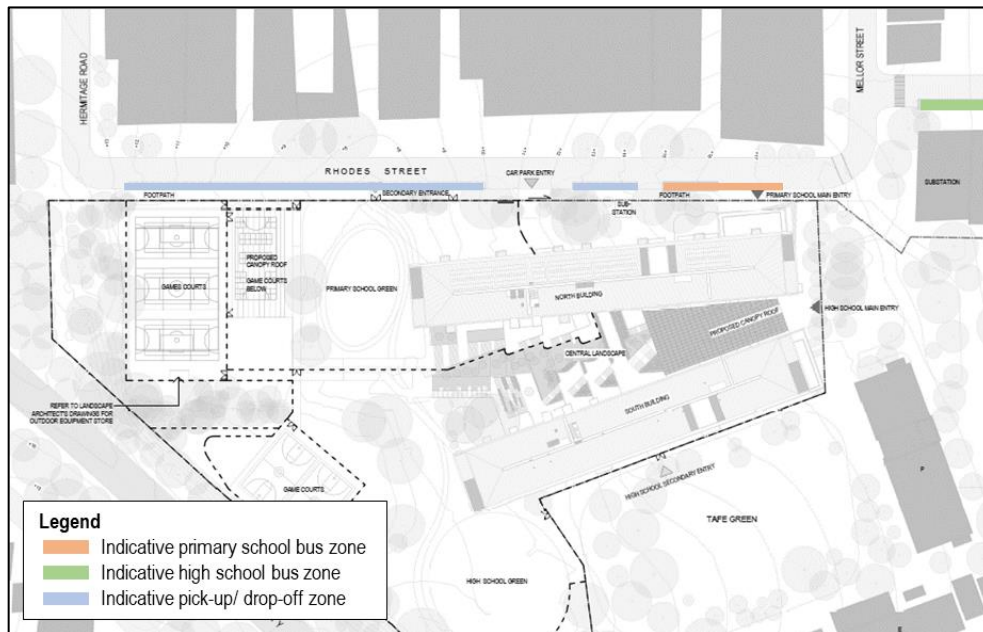 HERMITAGE ROAD
MELLOR STREET
RHODES STREET
CAR PARK ENTRY
FOOTPATH
SECONDARY ENTRANCE
SUB-
STATION
FOOTPATH
PRIMARY SCHOOL MAIN ENTRY
SUBSTATION
PROPOSED
CANOPY ROOF
GAMES COURTS
GAME COURTS
BELOW
PRIMARY SCHOOL GREEN
NORTH BUILDING
HIGH SCHOOL MAIN ENTRY
PROPOSED CANOPY ROOF
CENTRAL LANDSCAPE
SOUTH BUILDING
REFER TO LANDSCAPE
ARCHITECT'S DRAWINGS FOR
OUTDOOR EQUIPMENT STORE
GAME COURTS
HIGH SCHOOL SECONDARY ENTRY
P
TAFE GREEN
HIGH SCHOOL GREEN
Y
Legend
Indicative primary school bus zone
Indicative high school bus zone
Indicative pick-up/ drop-off zone